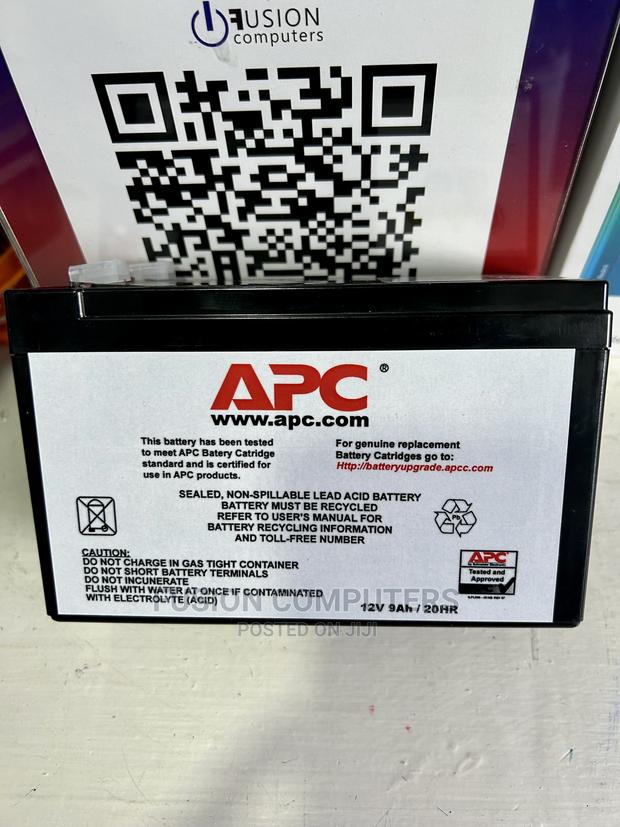 FUSION
computers
APC®
www.apc.com
This battery has been tested
to meet APC Batery Catridge
standard and is certified for
use in APC products.
For genuine replacement
Battery Catridges go to:
Http://batteryupgrade.apcc.com
SEALED, NON-SPILLABLE LEAD ACID BATTERY
BATTERY MUST BE RECYCLED
REFER TO USER'S MANUAL FOR
BATTERY RECYCLING INFORMATION
AND TOLL-FREE NUMBER
Pb
CAUTION:
DO NOT CHARGE IN GAS TIGHT CONTAINER
DO NOT SHORT BATTERY TERMINALS
DO NOT INCUNERATE
FLUSH WITH WATER AT ONCE IF CONTAMINATED
WITH ELECTROLYTE (ACID)
APC
by Schneider Electric
Tested and
Approved
12V 9Ah / 20HR
FUSION COMPUTERS
POSTED ON JIJI